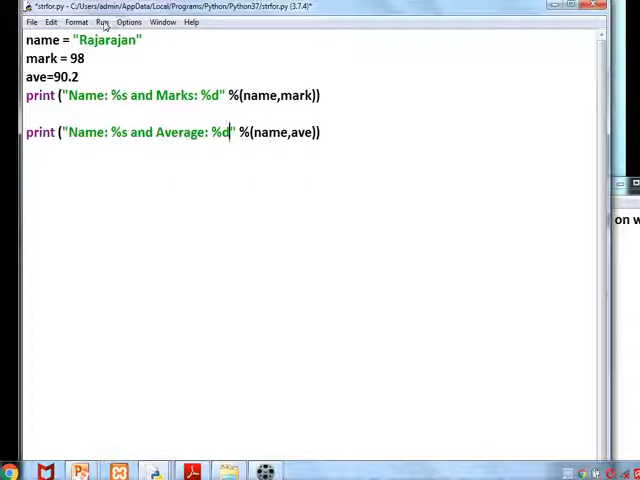 *strfor.py - C:/Users/admin/AppData/Local/Programs/Python/Python37/strfor.py (3.7.4)*
File Edit Format Run Options Window Help
name = "Rajarajan"
mark = 98
ave=90.2
print ("Name: %s and Marks: %d" %(name,mark))
print ("Name: %s and Average: %d" %(name,ave))
on w